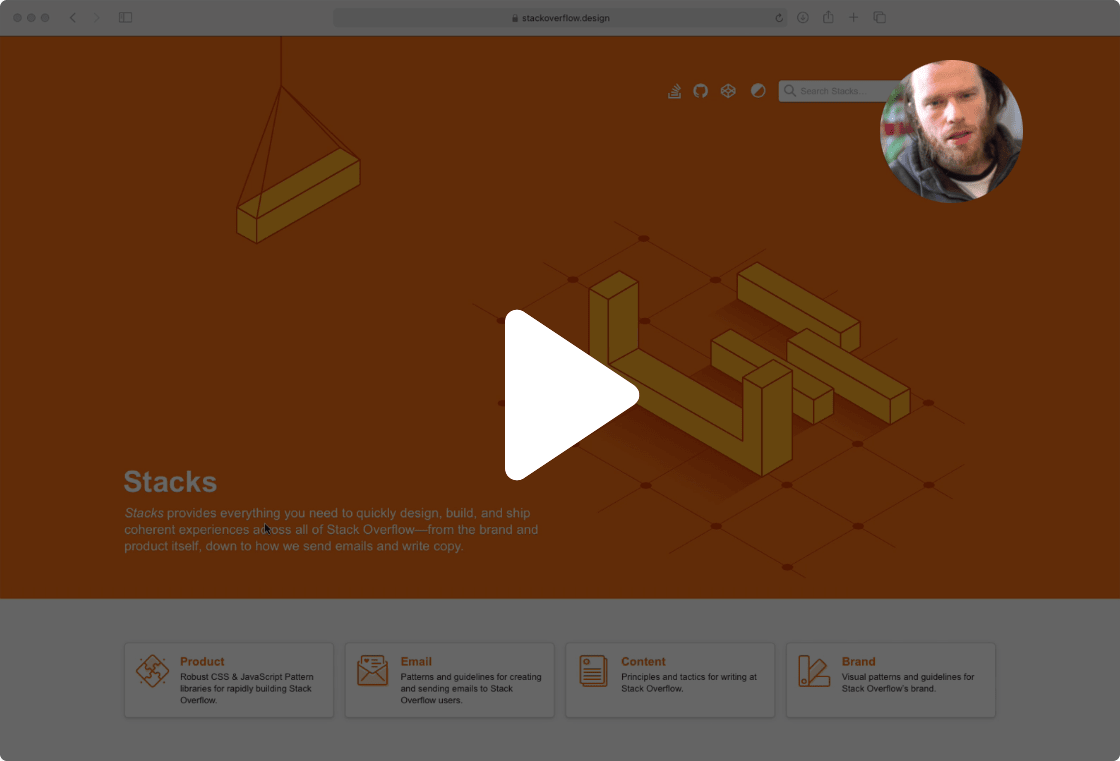 stackoverflow.design
Search Stacks…
Stacks
Stacks provides everything you need to quickly design, build, and ship
coherent experiences across all of Stack Overflow—from the brand and
product itself, down to how we send emails and write copy.
Product
Robust CSS & JavaScript Pattern
libraries for rapidly building Stack
Overflow.
Email
Patterns and guidelines for creating
and sending emails to Stack
Overflow users.
Content
Principles and tactics for writing at
Stack Overflow.
Brand
Visual patterns and guidelines for
Stack Overflow's brand.